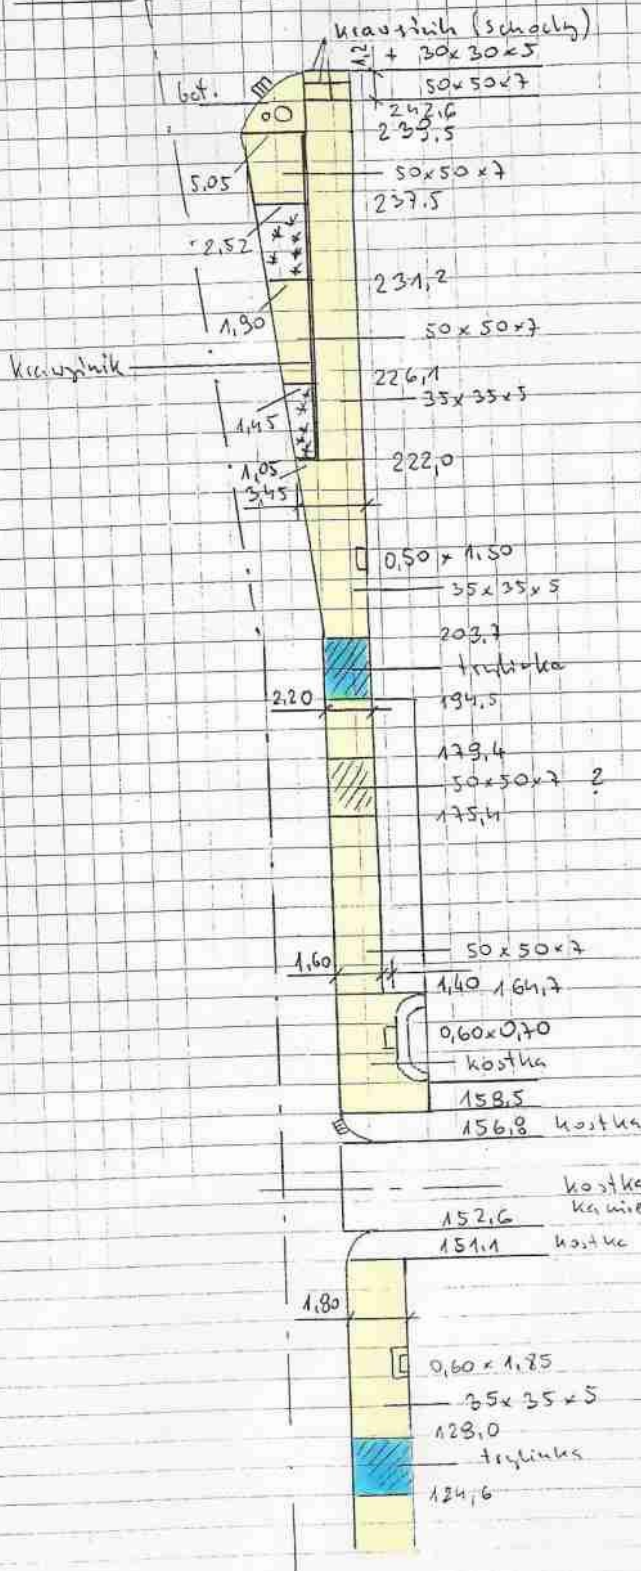 krawężnik (schody)
1,2 + 30x30x5
bet. 50x50x7
242,6
239,5
5,05 50x50x7
237.5
2,52
231,2
1,90
50x50x7
krawężnik
226,1
1,45 35x35x5
1,05 222,0
3,45
0,50 x 1,50
35x35x5
203,7
trylinka
2,20 194,5
179,4
50x50x7 ?
175,4
50x50x7
1,60
1,40 164,7
0,60x0,70
kostka
158,5
156,8 kostka
kostka
152,6
151,1 kostka
1,80
0,60 x 1,85
35x35x5
128,0
trylinka
124,6